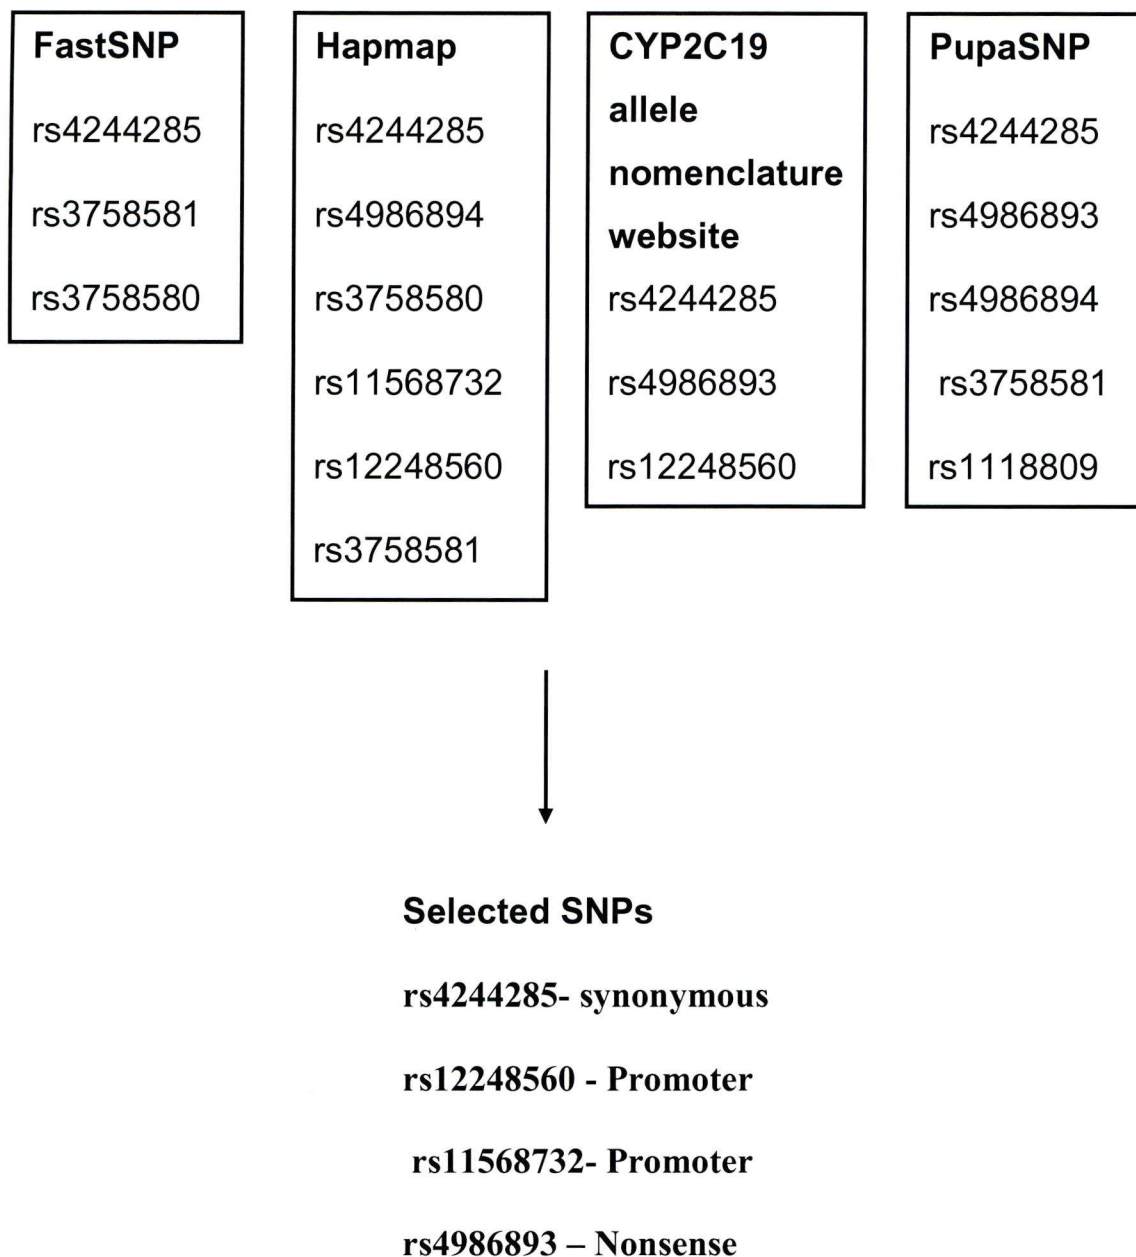 FastSNP
rs4244285
rs3758581
rs3758580
Hapmap
rs4244285
rs4986894
rs3758580
rs11568732
rs12248560
rs3758581
CYP2C19
allele
nomenclature
website
rs4244285
rs4986893
rs12248560
PupaSNP
rs4244285
rs4986893
rs4986894
rs3758581
rs1118809
Selected SNPs
rs4244285- synonymous
rs12248560 - Promoter
rs11568732- Promoter
rs4986893 – Nonsense